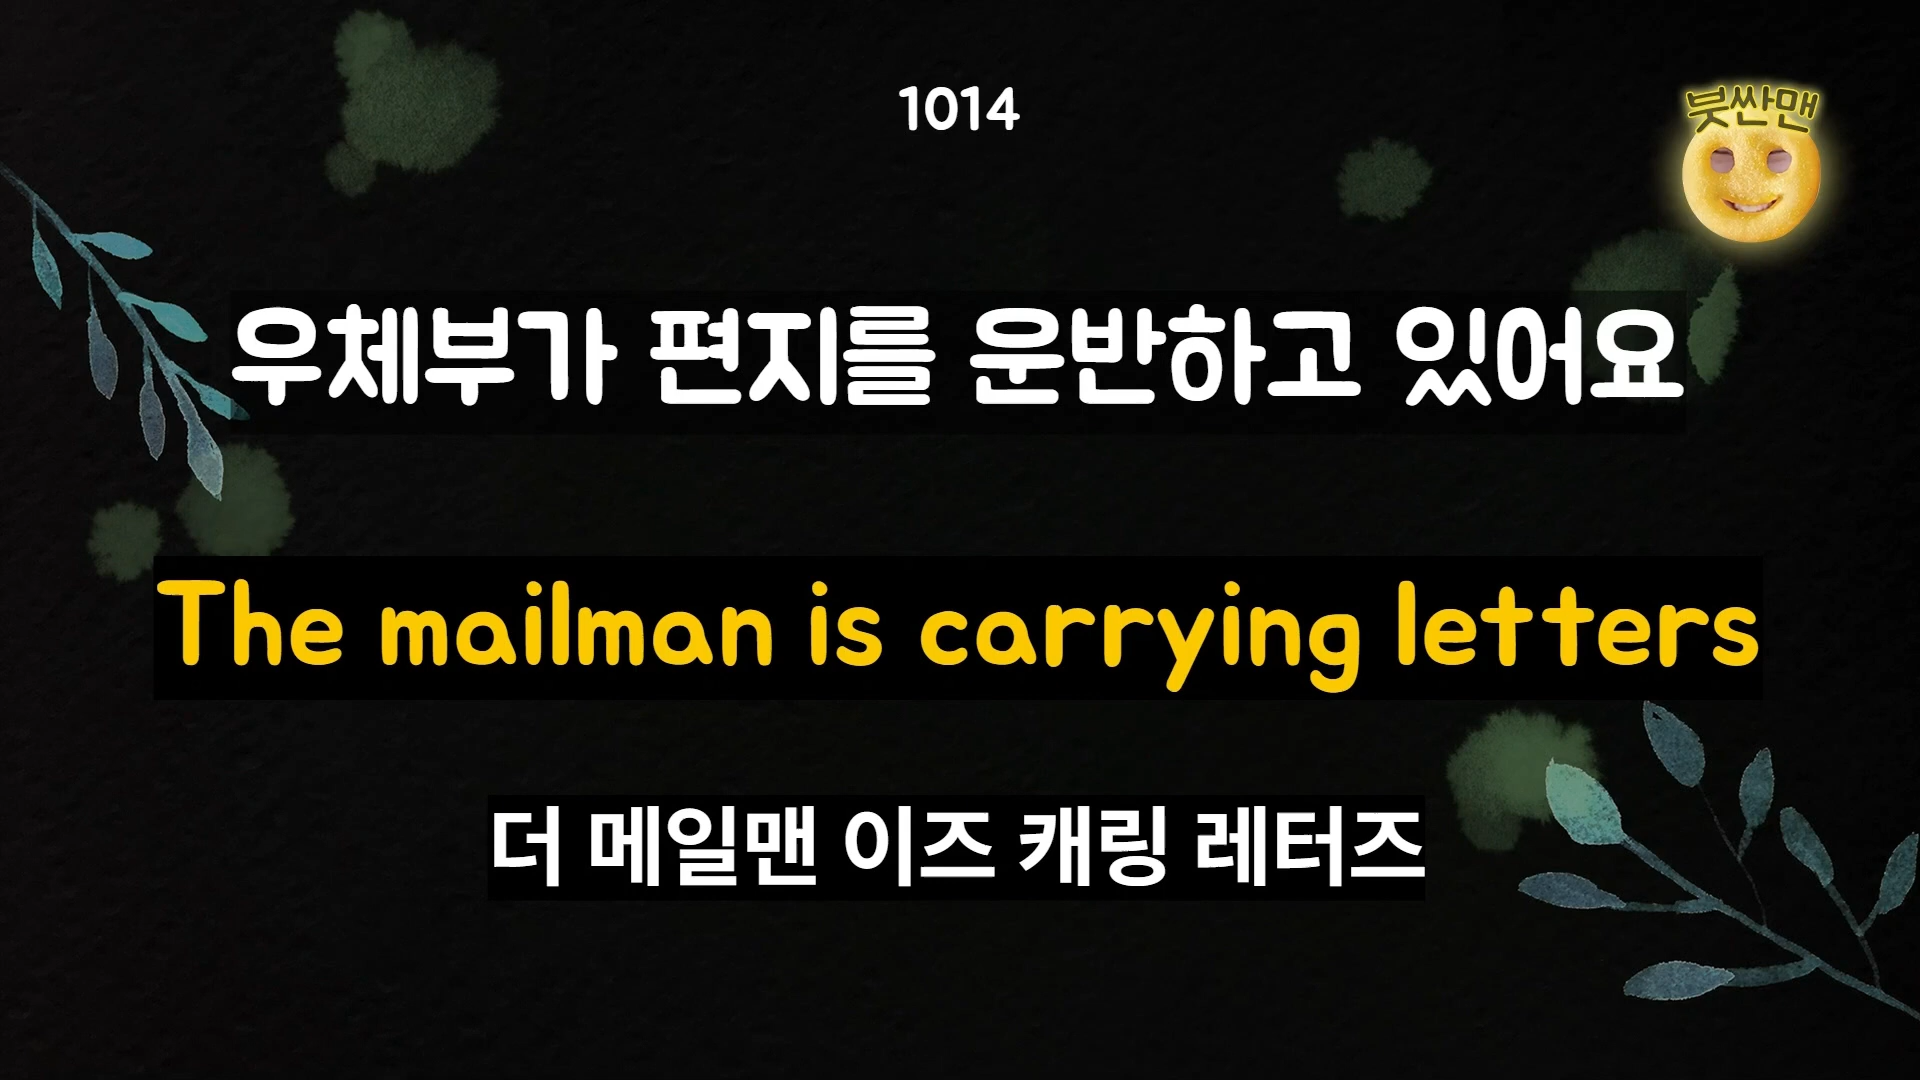 1014
붓싼맨
우체부가 편지를 운반하고 있어요
The mailman is carrying letters
더 메일맨 이즈 캐링 레터즈